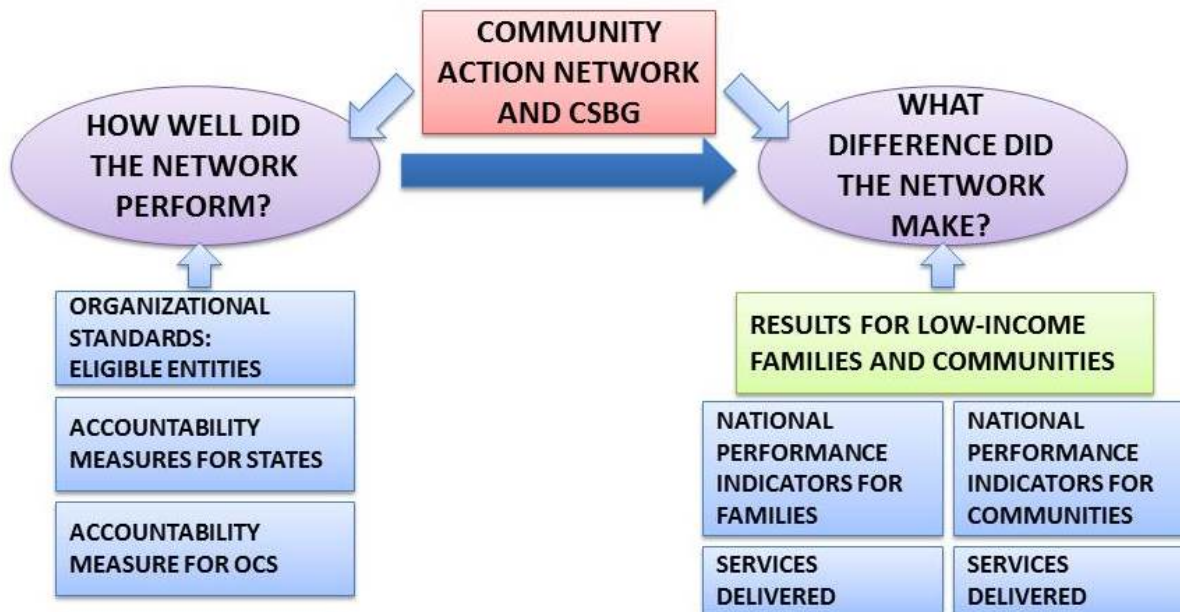 COMMUNITY
ACTION NETWORK
AND CSBG
HOW WELL DID
THE NETWORK
PERFORM?
WHAT
DIFFERENCE DID
THE NETWORK
MAKE?
ORGANIZATIONAL
STANDARDS:
ELIGIBLE ENTITIES
ACCOUNTABILITY
MEASURES FOR STATES
ACCOUNTABILITY
MEASURE FOR OCS
RESULTS FOR LOW-INCOME
FAMILIES AND COMMUNITIES
NATIONAL
PERFORMANCE
INDICATORS FOR
FAMILIES
NATIONAL
PERFORMANCE
INDICATORS FOR
COMMUNITIES
SERVICES
DELIVERED
SERVICES
DELIVERED